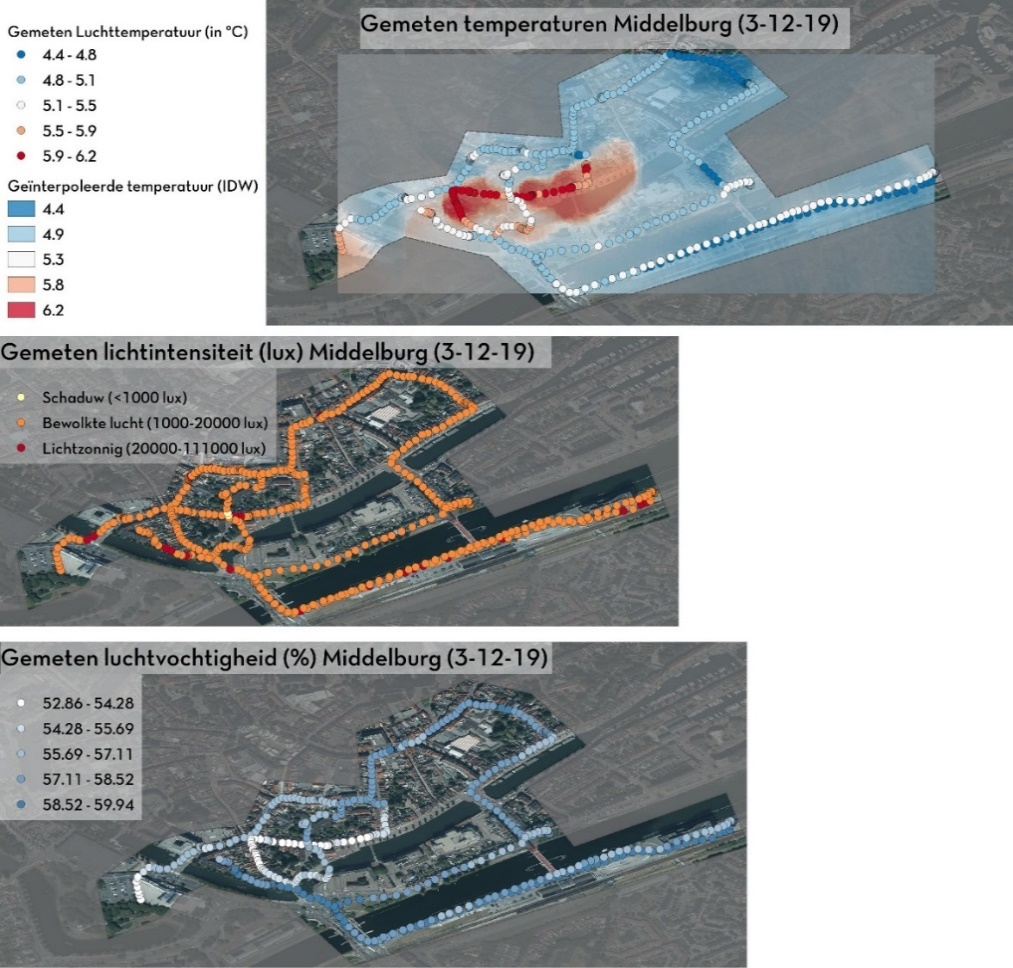 Gemeten temperaturen Middelburg (3-12-19)
Gemeten Luchttemperatuur (in °C)
4.4 - 4.8
4.8 - 5.1
5.1 - 5.5
5.5 - 5.9
5.9 - 6.2
Geïnterpoleerde temperatuur (IDW)
4.4
4.9
5.3
5.8
6.2
Gemeten lichtintensiteit (lux) Middelburg (3-12-19)
Schaduw (<1000 lux)
Bewolkte lucht (1000-20000 lux)
Lichtzonnig (20000-111000 lux)
Gemeten luchtvochtigheid (%) Middelburg (3-12-19)
52.86 - 54.28
54.28 - 55.69
55.69 - 57.11
57.11 - 58.52
58.52 - 59.94